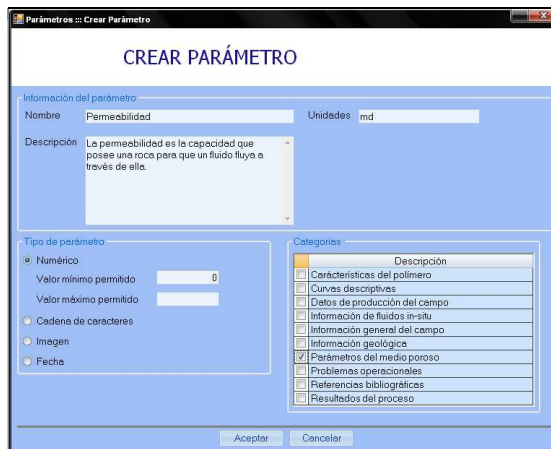 Parámetros ::: Crear Parámetro
CREAR PARÁMETRO
Información del parámetro
Nombre Permeabilidad Unidades md
Descripción La permeabilidad es la capacidad que
posee una roca para que un fluido fluya a
través de ella.
Tipo de parámetro
Numérico
Valor mínimo permitido 0
Valor máximo permitido
Cadena de caracteres
Imagen
Fecha
Categorías
Descripción
Carácterísticas del polímero
Curvas descriptivas
Datos de producción del campo
Información de fluidos in-situ
Información general del campo
Información geológica
Parámetros del medio poroso
Problemas operacionales
Referencias bibliográficas
Resultados del proceso
Aceptar Cancelar